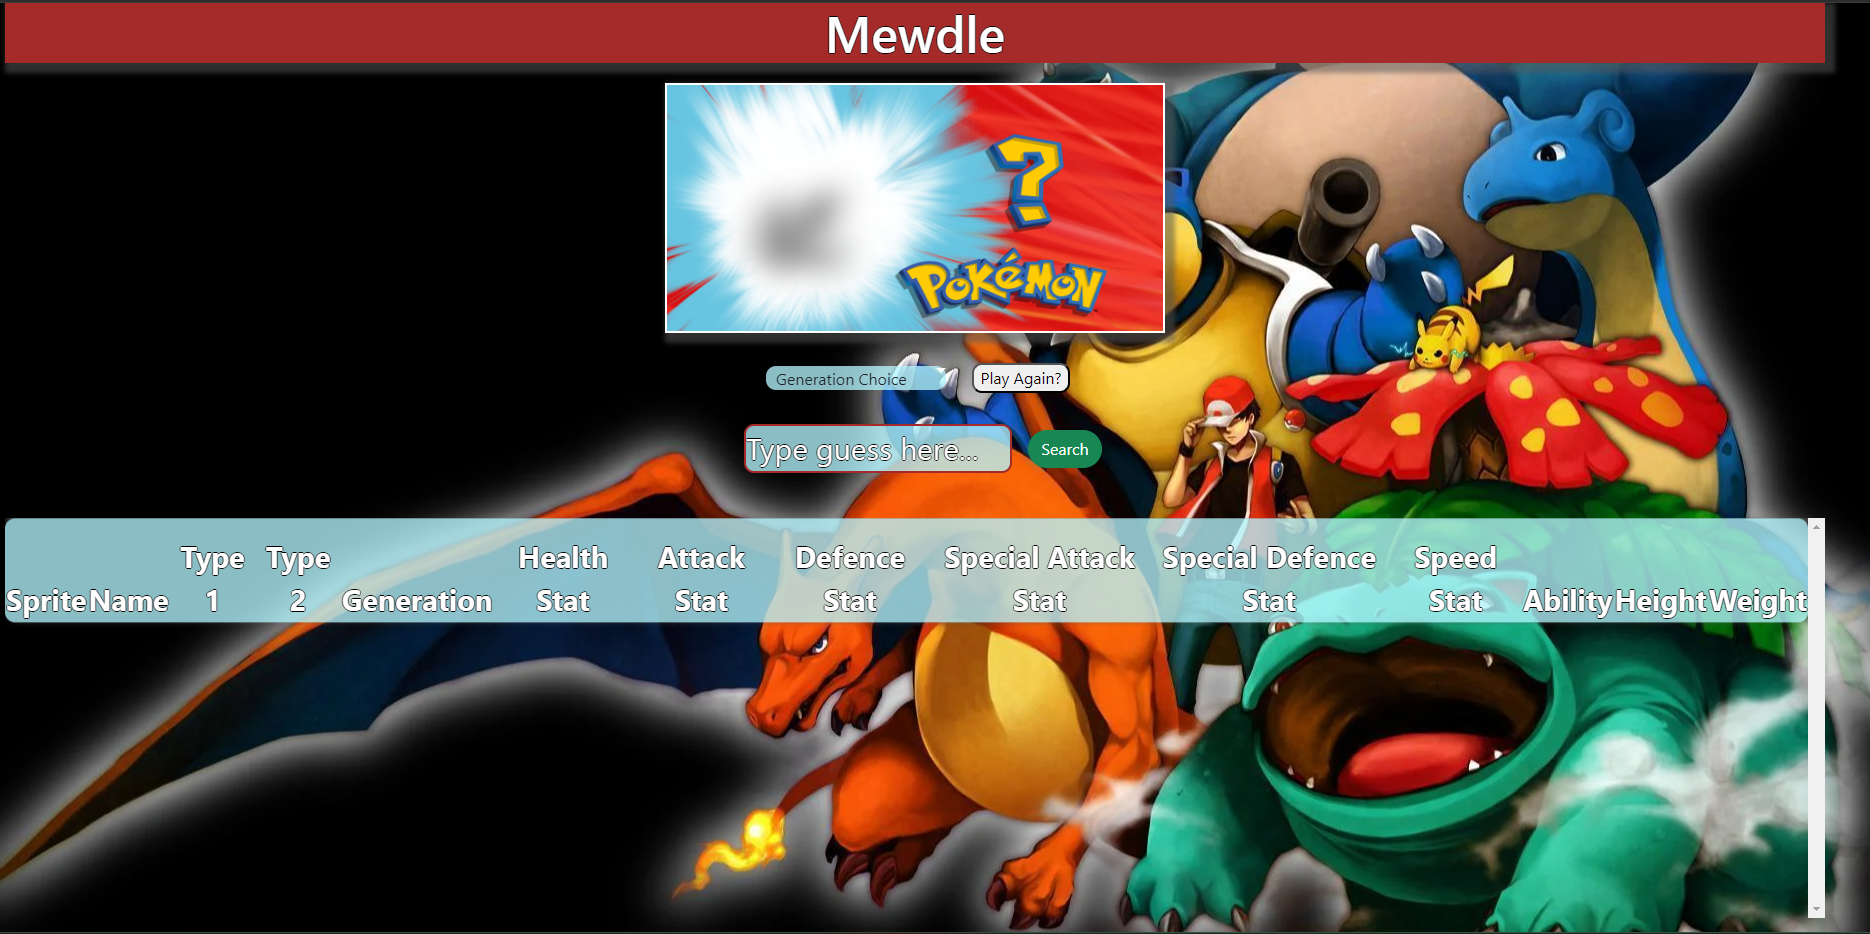 Mewdle
?
POKéMON
Generation Choice
Play Again?
Type guess here...
Search
Sprite Name Type 1 Type 2 Generation Health Stat Attack Stat Defence Stat Special Attack Stat Special Defence Stat Speed Stat Ability Height Weight